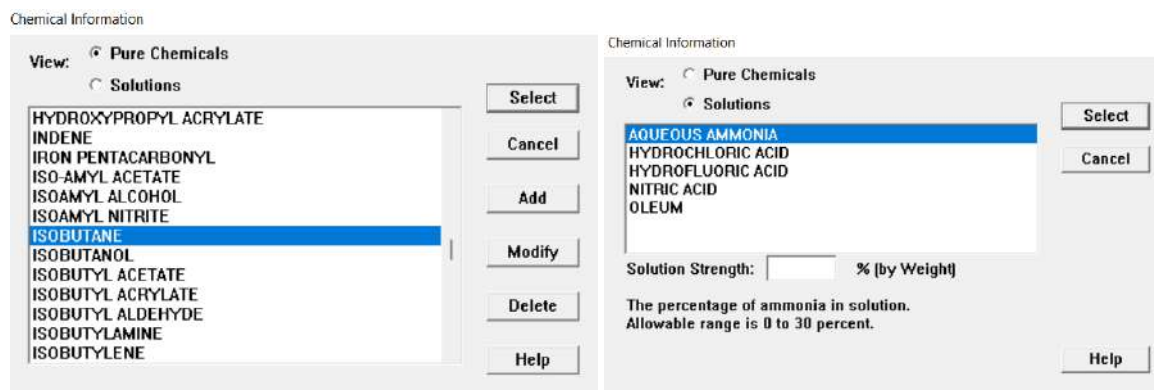 Chemical Information
View: Pure Chemicals
Solutions
HYDROXYPROPYL ACRYLATE
INDENE
IRON PENTACARBONYL
ISO-AMYL ACETATE
ISOAMYL ALCOHOL
ISOAMYL NITRITE
ISOBUTANE
ISOBUTANOL
ISOBUTYL ACETATE
ISOBUTYL ACRYLATE
ISOBUTYL ALDEHYDE
ISOBUTYLAMINE
ISOBUTYLENE
Select
Cancel
Add
Modify
Delete
Help
Chemical Information
View: Pure Chemicals
Solutions
AQUEOUS AMMONIA
HYDROCHLORIC ACID
HYDROFLUORIC ACID
NITRIC ACID
OLEUM
Solution Strength: % (by Weight)
The percentage of ammonia in solution.
Allowable range is 0 to 30 percent.
Select
Cancel
Help